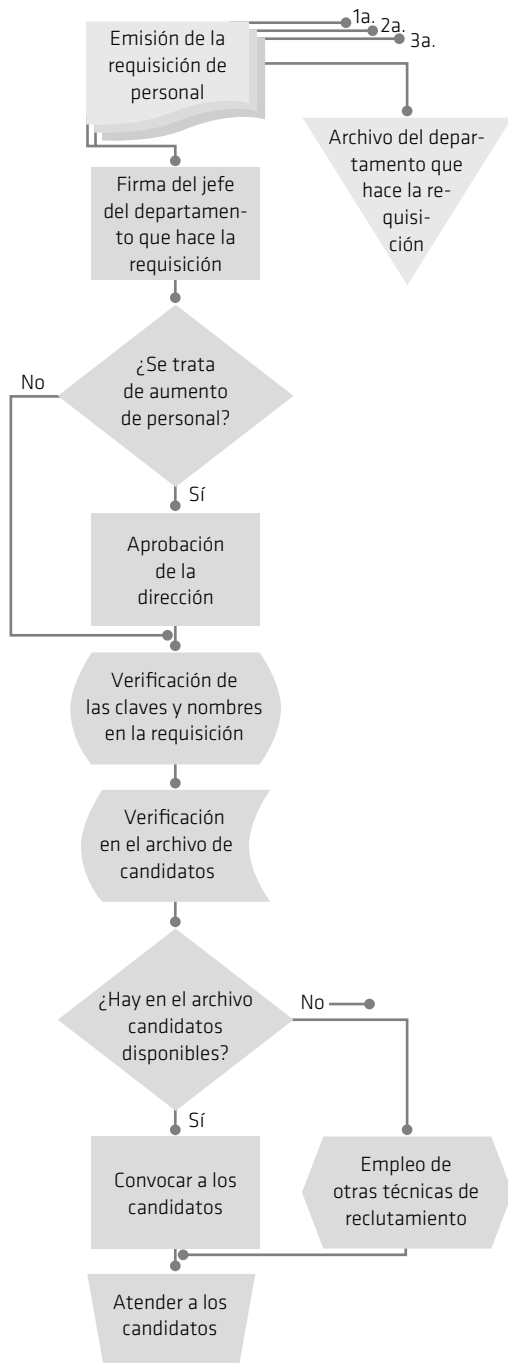 Emisión de la
requisición de
personal
1a.
2a.
3a.
Archivo del depar-
tamento que
hace la re-
quisi-
ción
Firma del jefe
del departamen-
to que hace la
requisición
¿Se trata
de aumento
de personal?
No
Sí
Aprobación
de la
dirección
Verificación de
las claves y nombres
en la requisición
Verificación
en el archivo de
candidatos
¿Hay en el archivo
candidatos
disponibles?
No
Sí
Convocar a los
candidatos
Empleo de
otras técnicas de
reclutamiento
Atender a los
candidatos